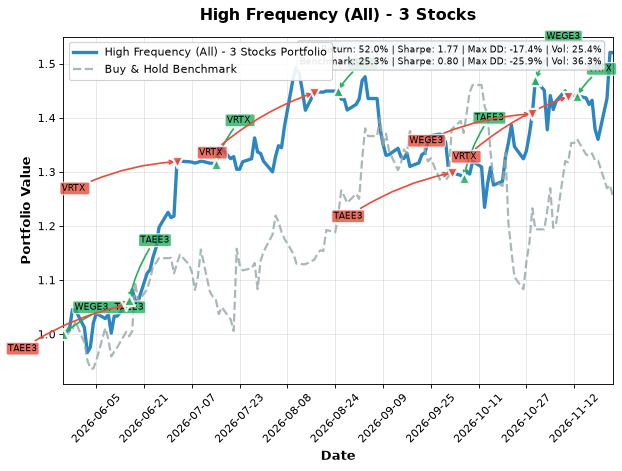 High Frequency (All) - 3 Stocks
WEGE3
High Frequency (All) - 3 Stocks Portfolio
Buy & Hold Benchmark
52.0% | Sharpe: 1.77 | Max DD: -17.4% | Vol: 25.4%
25.3% | Sharpe: 0.80 | Max DD: -25.9% | Vol: 36.3%
VRTX
VRTX
TAEE3
WEGE3
VRTX
VRTX
VRTX
TAEE3
TAEE3
WEGE3
TAEE3
TAEE3
Portfolio Value
1.5
1.4
1.3
1.2
1.1
1.0
2026-06-05
2026-06-21
2026-07-07
2026-07-23
2026-08-08
2026-08-24
2026-09-09
2026-09-25
2026-10-11
2026-10-27
2026-11-12
Date